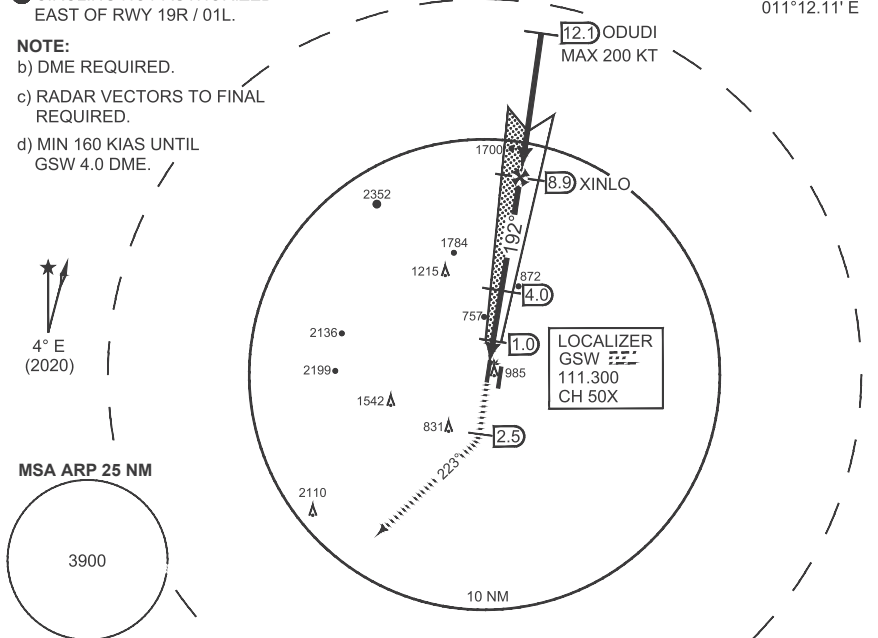 EAST OF RWY 19R / 01L.
011°12.11' E
NOTE:
b) DME REQUIRED.
c) RADAR VECTORS TO FINAL
REQUIRED.
d) MIN 160 KIAS UNTIL
GSW 4.0 DME.
12.1 ODUDI
MAX 200 KT
1700
8.9 XINLO
2352
192°
1784
1215
872
4.0
757
2136
1.0
4° E
(2020)
2199
985
LOCALIZER
GSW
111.300
CH 50X
1542
831
2.5
223°
MSA ARP 25 NM
3900
2110
10 NM